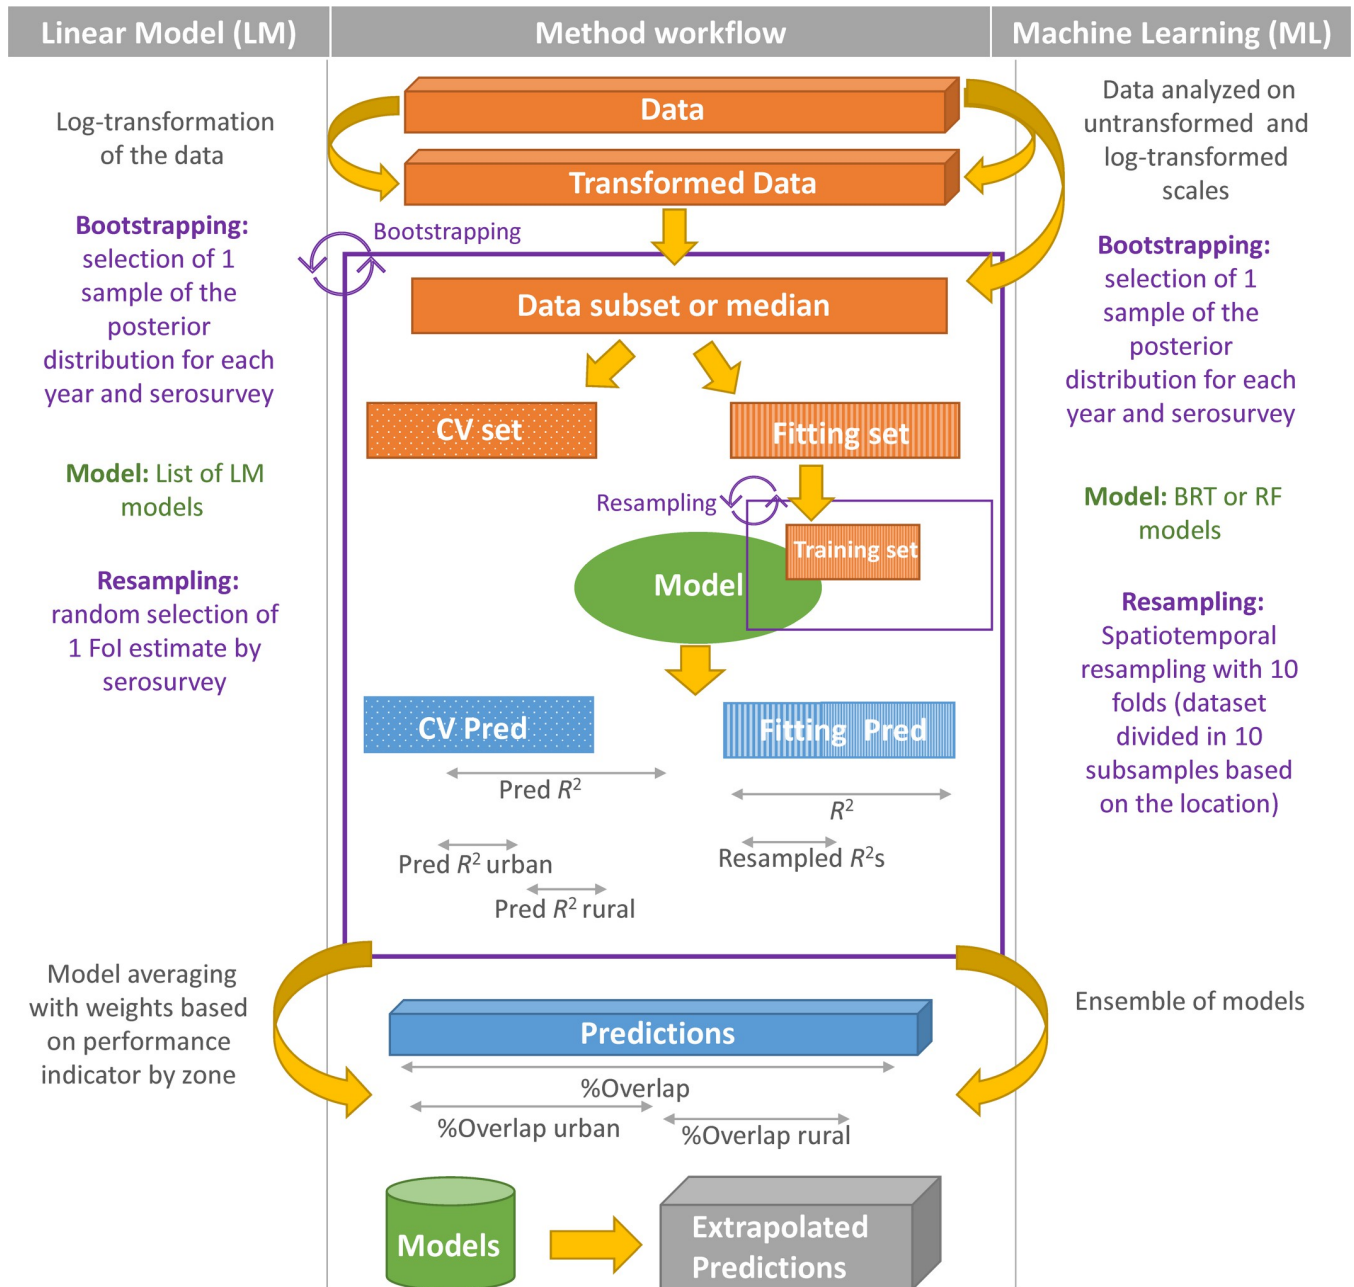 Linear Model (LM)
Method workflow
Machine Learning (ML)
Log-transformation
of the data
Bootstrapping:
selection of 1
sample of the
posterior
distribution for each
year and serosurvey
Model: List of LM
models
Resampling:
random selection of
1 FoI estimate by
serosurvey
Model averaging
with weights based
on performance
indicator by zone
Data
Transformed Data
Bootstrapping
Data subset or median
CV set
Fitting set
Resampling
Training set
Model
CV Pred
Fitting Pred
Pred R²
R²
Pred R² urban
Resampled R²s
Pred R² rural
Predictions
%Overlap
%Overlap urban
%Overlap rural
Models
Extrapolated
Predictions
Data analyzed on
untransformed and
log-transformed
scales
Bootstrapping:
selection of 1
sample of the
posterior
distribution for each
year and serosurvey
Model: BRT or RF
models
Resampling:
Spatiotemporal
resampling with 10
folds (dataset
divided in 10
subsamples based
on the location)
Ensemble of models